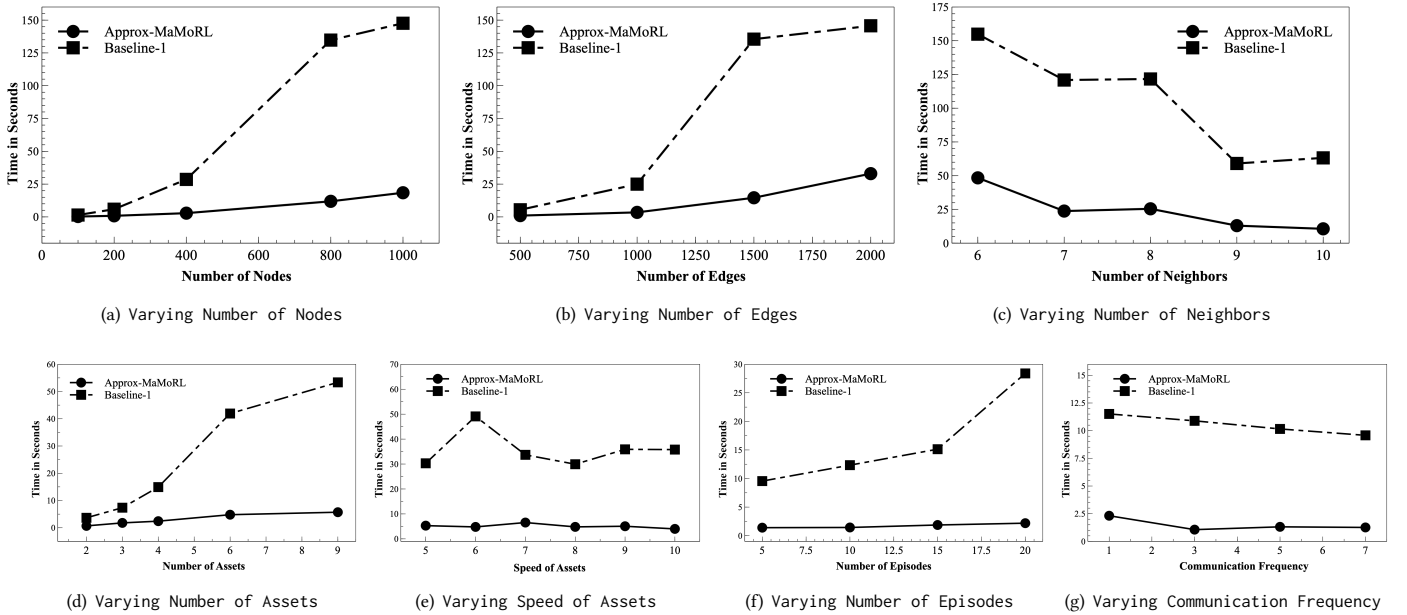 150
125
100
75
50
25
0
Time in Seconds
Approx-MaMoRL
Baseline-1
0 200 400 600 800 1000
Number of Nodes
(a) Varying Number of Nodes
150
125
100
75
50
25
0
Time in Seconds
Approx-MaMoRL
Baseline-1
500 750 1000 1250 1500 1750 2000
Number of Edges
(b) Varying Number of Edges
175
150
125
100
75
50
25
0
Time in Seconds
Approx-MaMoRL
Baseline-1
6 7 8 9 10
Number of Neighbors
(c) Varying Number of Neighbors
60
50
40
30
20
10
0
Time in Seconds
Approx-MaMoRL
Baseline-1
2 3 4 5 6 7 8 9
Number of Assets
(d) Varying Number of Assets
70
60
50
40
30
20
10
0
Time in Seconds
Approx-MaMoRL
Baseline-1
5 6 7 8 9 10
Speed of Assets
(e) Varying Speed of Assets
30
25
20
15
10
5
0
Time in Seconds
Approx-MaMoRL
Baseline-1
5 7.5 10 12.5 15 17.5 20
Number of Episodes
(f) Varying Number of Episodes
15
12.5
10
7.5
5
2.5
0
Time in Seconds
Approx-MaMoRL
Baseline-1
1 2 3 4 5 6 7
Communication Frequency
(g) Varying Communication Frequency